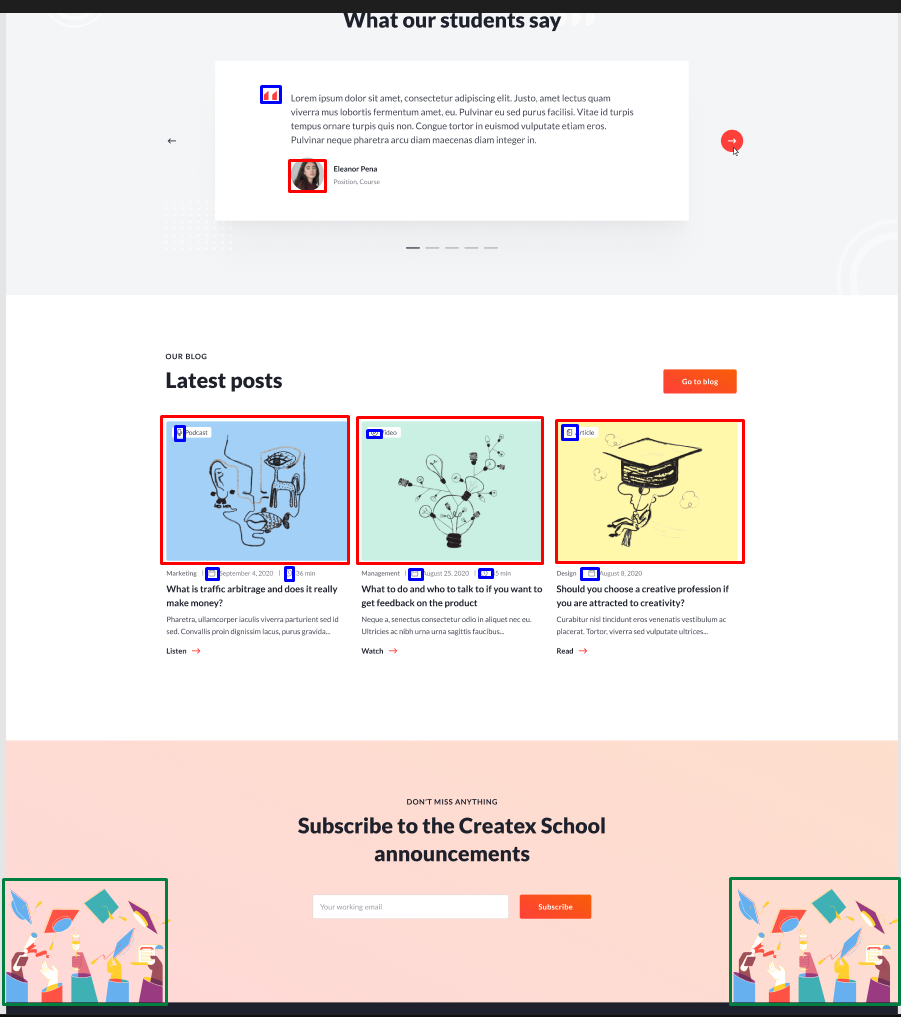 What our students say
Lorem ipsum dolor sit amet, consectetur adipiscing elit. Justo, amet lectus quam
viverra mus lobortis fermentum amet, eu. Pulvinar eu sed purus facilisi. Vitae id turpis
tempus ornare turpis quis non. Congue tortor in euismod vulputate etiam eros.
Pulvinar neque pharetra arcu diam maecenas diam integer in.
Eleanor Pena
Position, Course
OUR BLOG
Latest posts
Go to blog
Podcast
ideo
rticle
Marketing | September 4, 2020 | 36 min
Management | August 25, 2020 | 5 min
Design August 8, 2020
What is traffic arbitrage and does it really
make money?
What to do and who to talk to if you want to
get feedback on the product
Should you choose a creative profession if
you are attracted to creativity?
Pharetra, ullamcorper iaculis viverra parturient sed id
sed. Convallis proin dignissim lacus, purus gravida...
Neque a, senectus consectetur odio in aliquet nec eu.
Ultricies ac nibh urna urna sagittis faucibus...
Curabitur nisl tincidunt eros venenatis vestibulum ac
placerat. Tortor, viverra sed vulputate ultrices...
Listen →
Watch →
Read →
DON'T MISS ANYTHING
Subscribe to the Createx School
announcements
Your working email
Subscribe